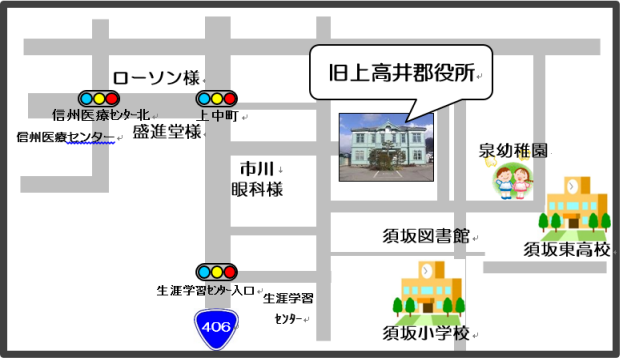 ローソン様
旧上高井郡役所
信州医療ｾﾝﾀｰ北
上中町
信州医療センター
盛進堂様
泉幼稚園
市川
眼科様
須坂図書館
須坂東高校
生涯学習ｾﾝﾀｰ入口
生涯学習
ｾﾝﾀｰ
406
須坂小学校